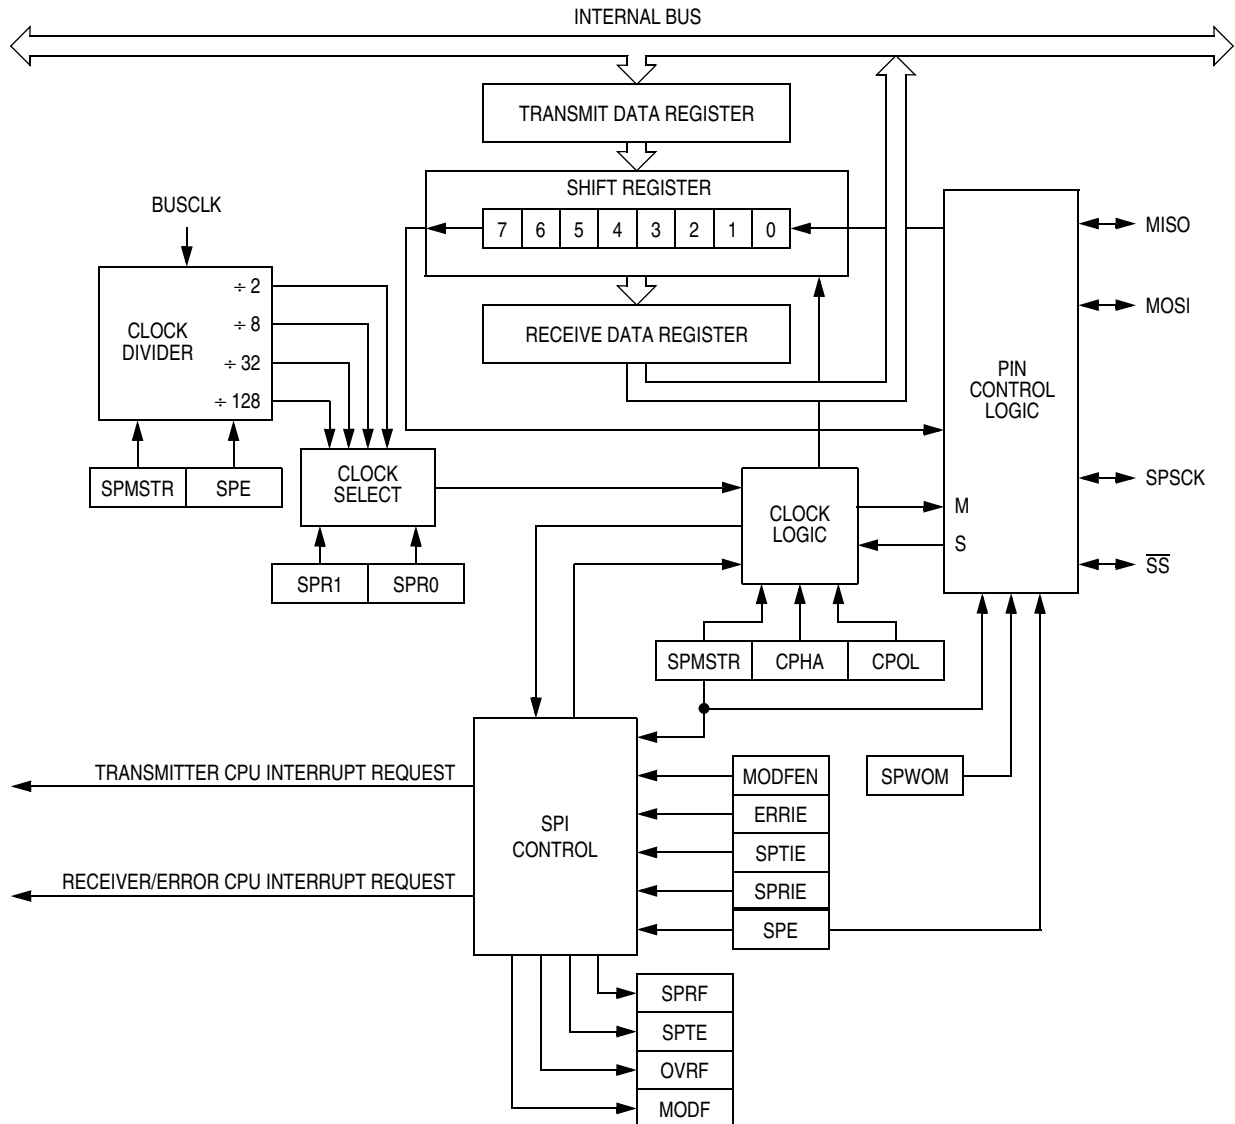 INTERNAL BUS
TRANSMIT DATA REGISTER
SHIFT REGISTER
7 6 5 4 3 2 1 0
BUSCLK
MISO
÷ 2
÷ 8
÷ 32
÷ 128
CLOCK
DIVIDER
RECEIVE DATA REGISTER
MOSI
PIN
CONTROL
LOGIC
SPMSTR SPE
CLOCK
SELECT
SPSCK
M
S
CLOCK
LOGIC
SS
SPR1 SPR0
SPMSTR CPHA CPOL
TRANSMITTER CPU INTERRUPT REQUEST
MODFEN
SPWOM
ERRIE
SPI
CONTROL
SPTIE
RECEIVER/ERROR CPU INTERRUPT REQUEST
SPRIE
SPE
SPRF
SPTE
OVRF
MODF